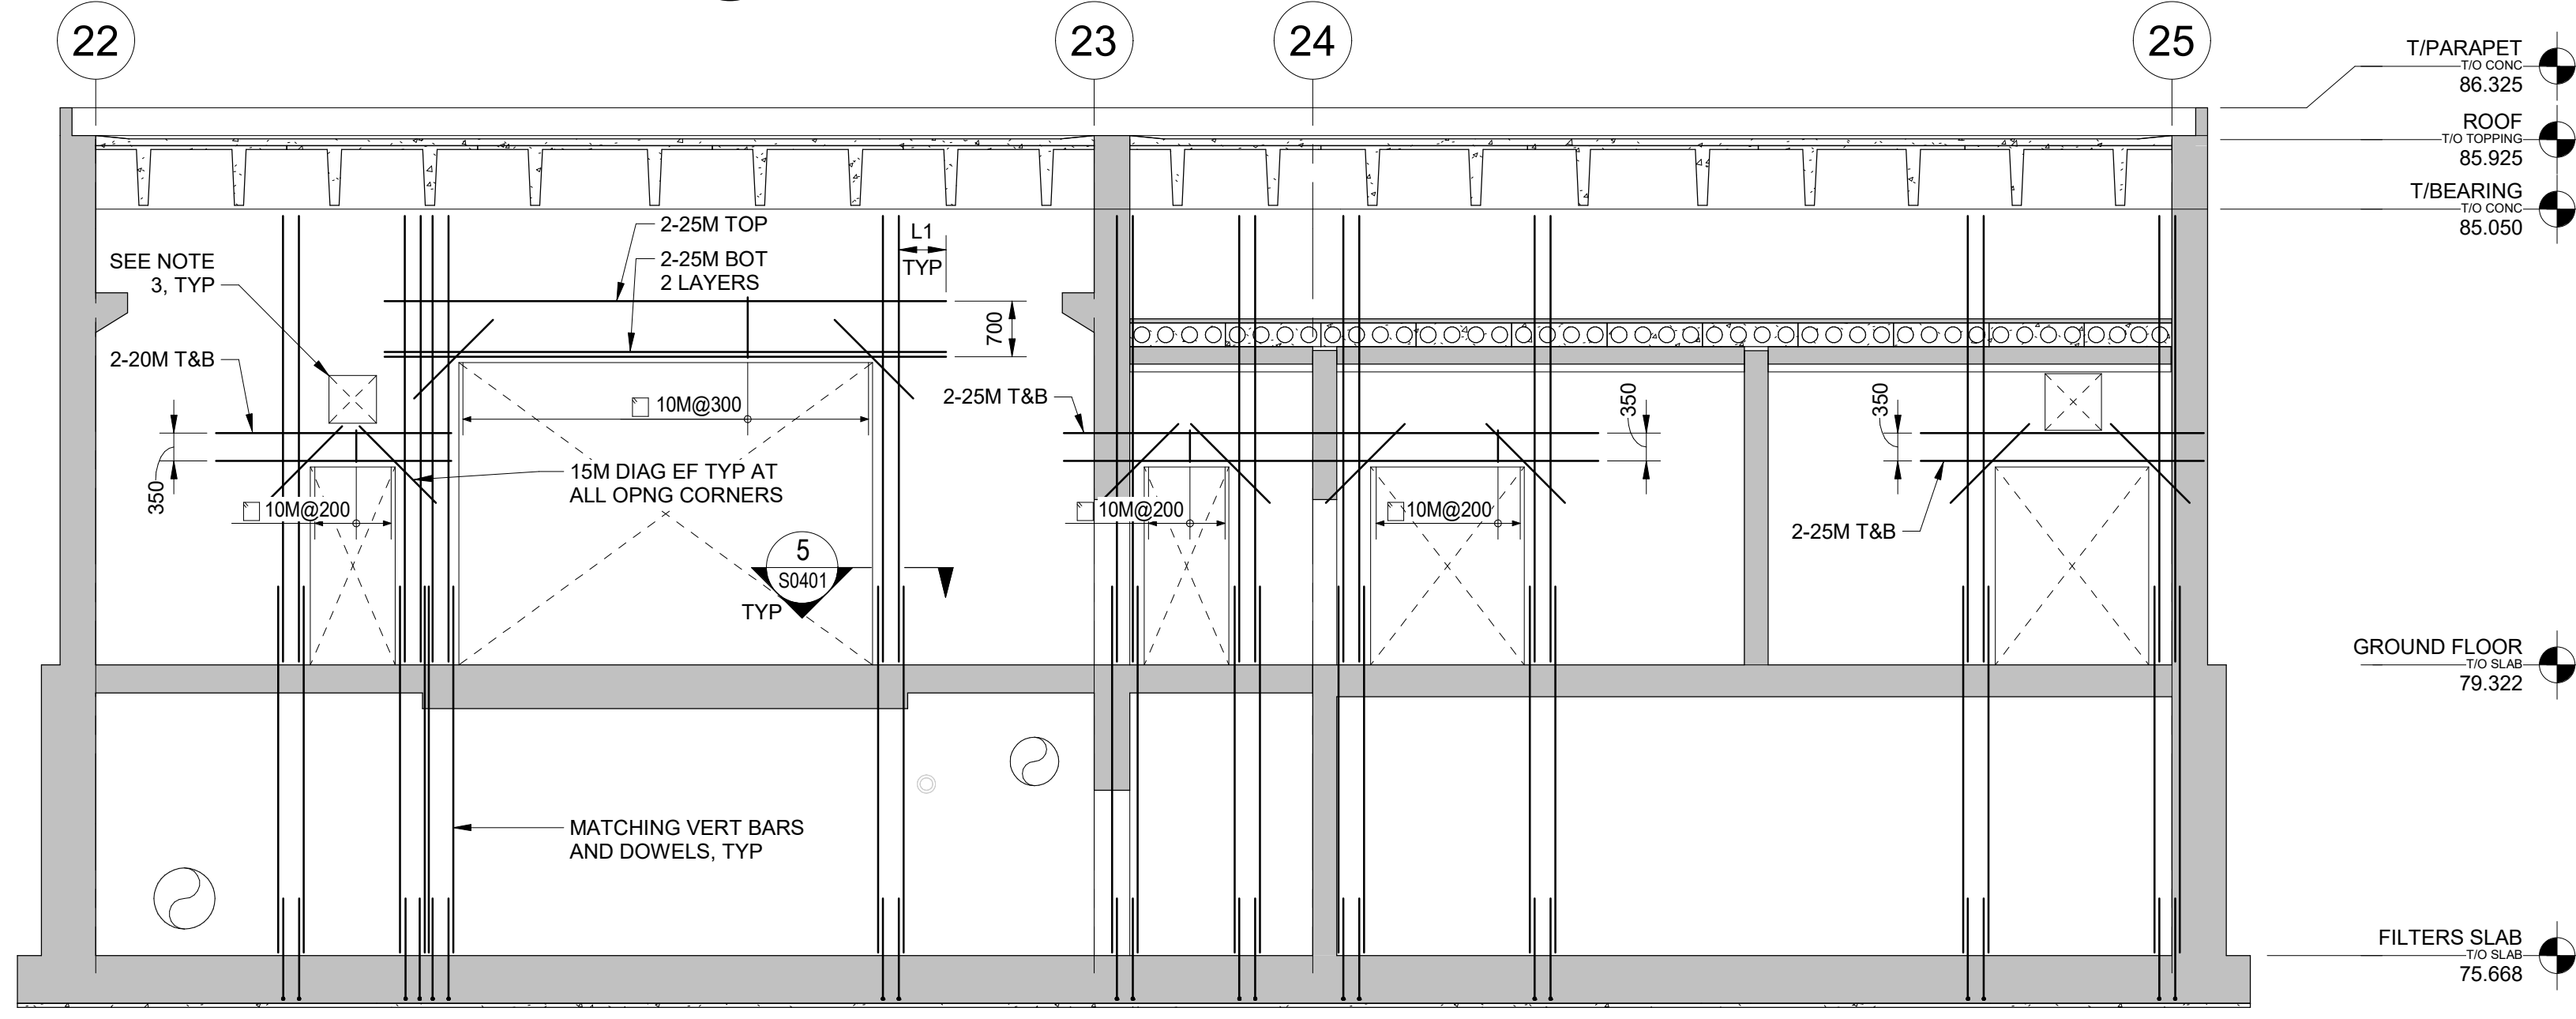 22
23
24
25
T/PARAPET
T/O CONC
86.325
ROOF
T/O TOPPING
85.925
T/BEARING
T/O CONC
85.050
2-25M TOP
2-25M BOT
2 LAYERS
L1
TYP
SEE NOTE
3, TYP
700
2-20M T&B
10M@300
2-25M T&B
350
350
350
15M DIAG EF TYP AT
ALL OPNG CORNERS
10M@200
10M@200
10M@200
2-25M T&B
5
S0401
TYP
GROUND FLOOR
T/O SLAB
79.322
MATCHING VERT BARS
AND DOWELS, TYP
FILTERS SLAB
T/O SLAB
75.668